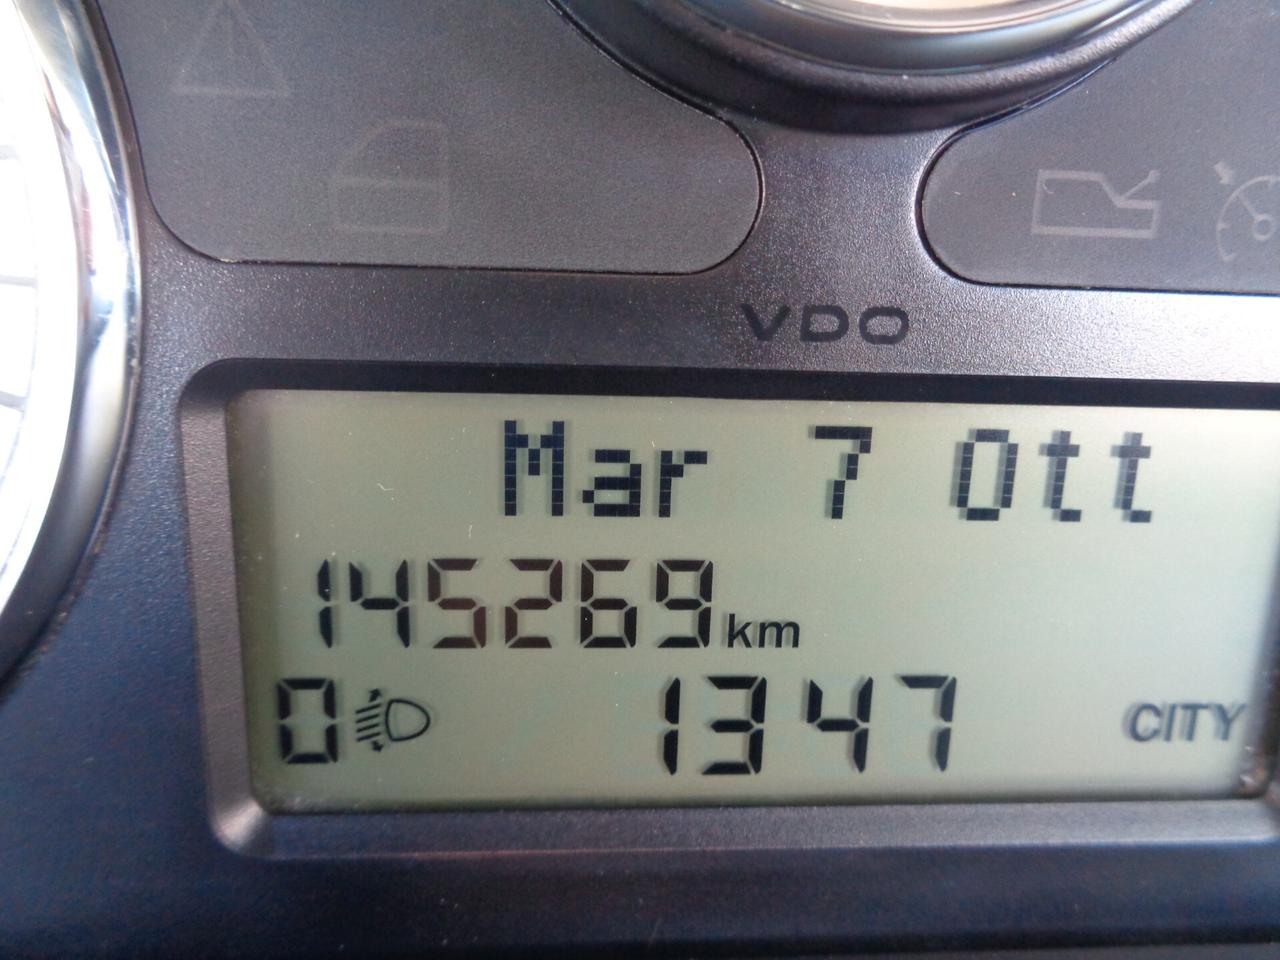 VDO
Mar 7 Ott
145269 km
0 1347 CITY